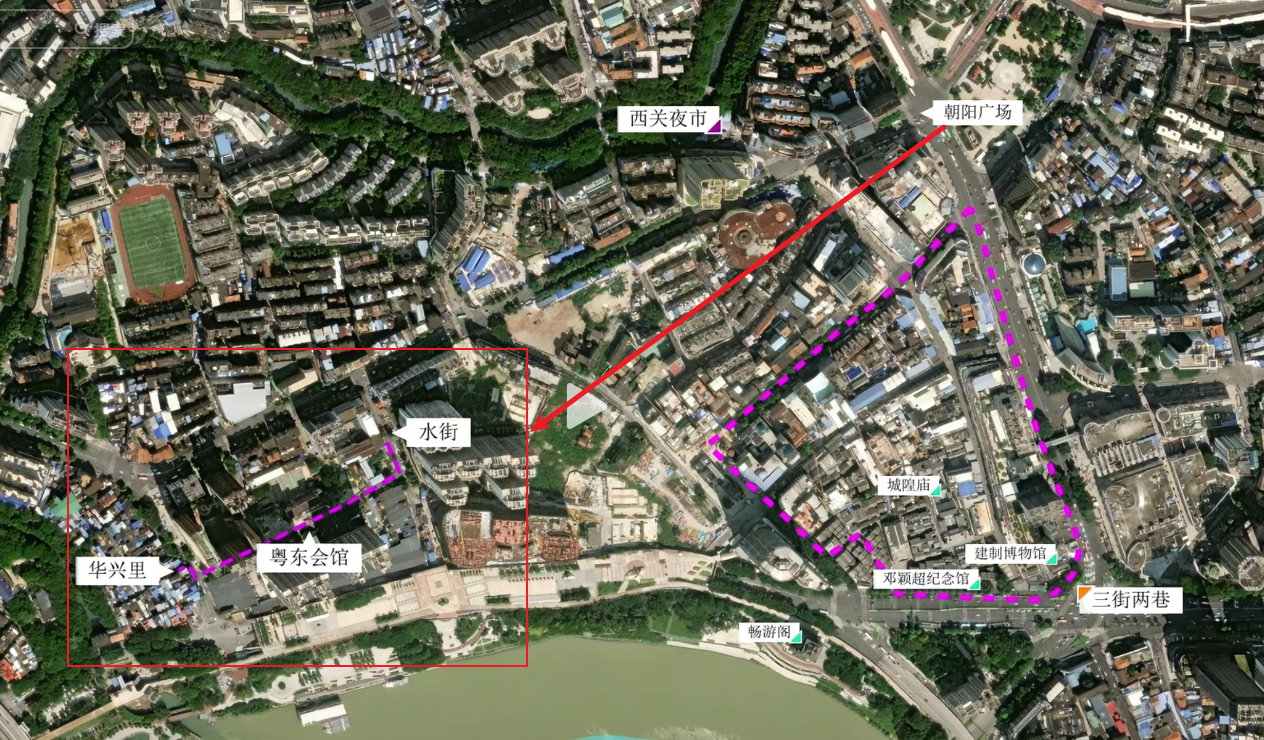 朝阳广场
西关夜市
水街
城隍庙
粤东会馆
建制博物馆
华兴里
邓颖超纪念馆
三街两巷
畅游阁